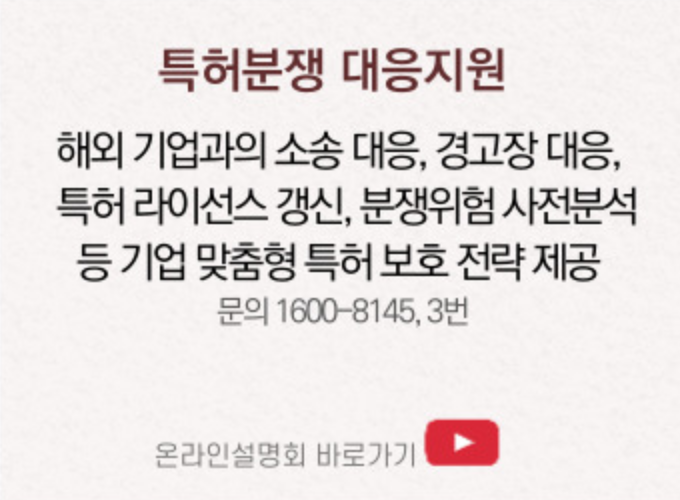 특허분쟁 대응지원
해외 기업과의 소송 대응, 경고장 대응,
특허 라이선스 갱신, 분쟁위험 사전분석
등 기업 맞춤형 특허 보호 전략 제공
문의 1600-8145, 3번
온라인설명회 바로가기